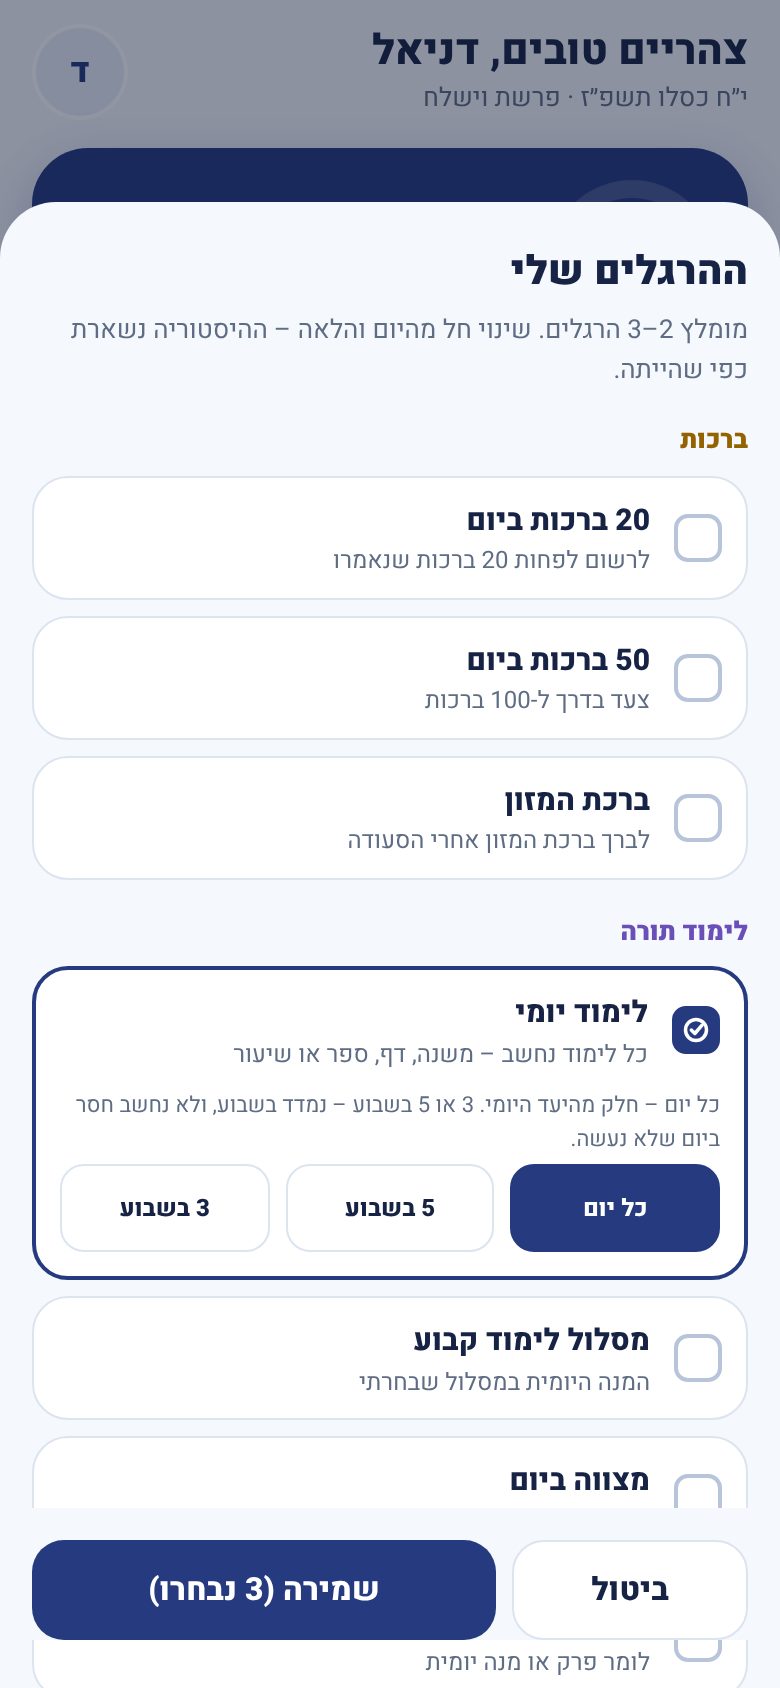 צהריים טובים, דניאל
ד
י״ח כסלו תשפ״ז · פרשת וישלח
ההרגלים שלי
מומלץ 2–3 הרגלים. שינוי חל מהיום והלאה – ההיסטוריה נשארת
כפי שהייתה.
ברכות
20 ברכות ביום
לרשום לפחות 20 ברכות שנאמרו
50 ברכות ביום
צעד בדרך ל-100 ברכות
ברכת המזון
לברך ברכת המזון אחרי הסעודה
לימוד תורה
לימוד יומי
כל לימוד נחשב – משנה, דף, ספר או שיעור
כל יום – חלק מהיעד היומי. 3 או 5 בשבוע – נמדד בשבוע, ולא נחשב חסר
ביום שלא נעשה.
כל יום
5 בשבוע
3 בשבוע
מסלול לימוד קבוע
המנה היומית במסלול שבחרתי
מצווה ביום
ביטול
שמירה (3 נבחרו)
לומר פרק או מנה יומית